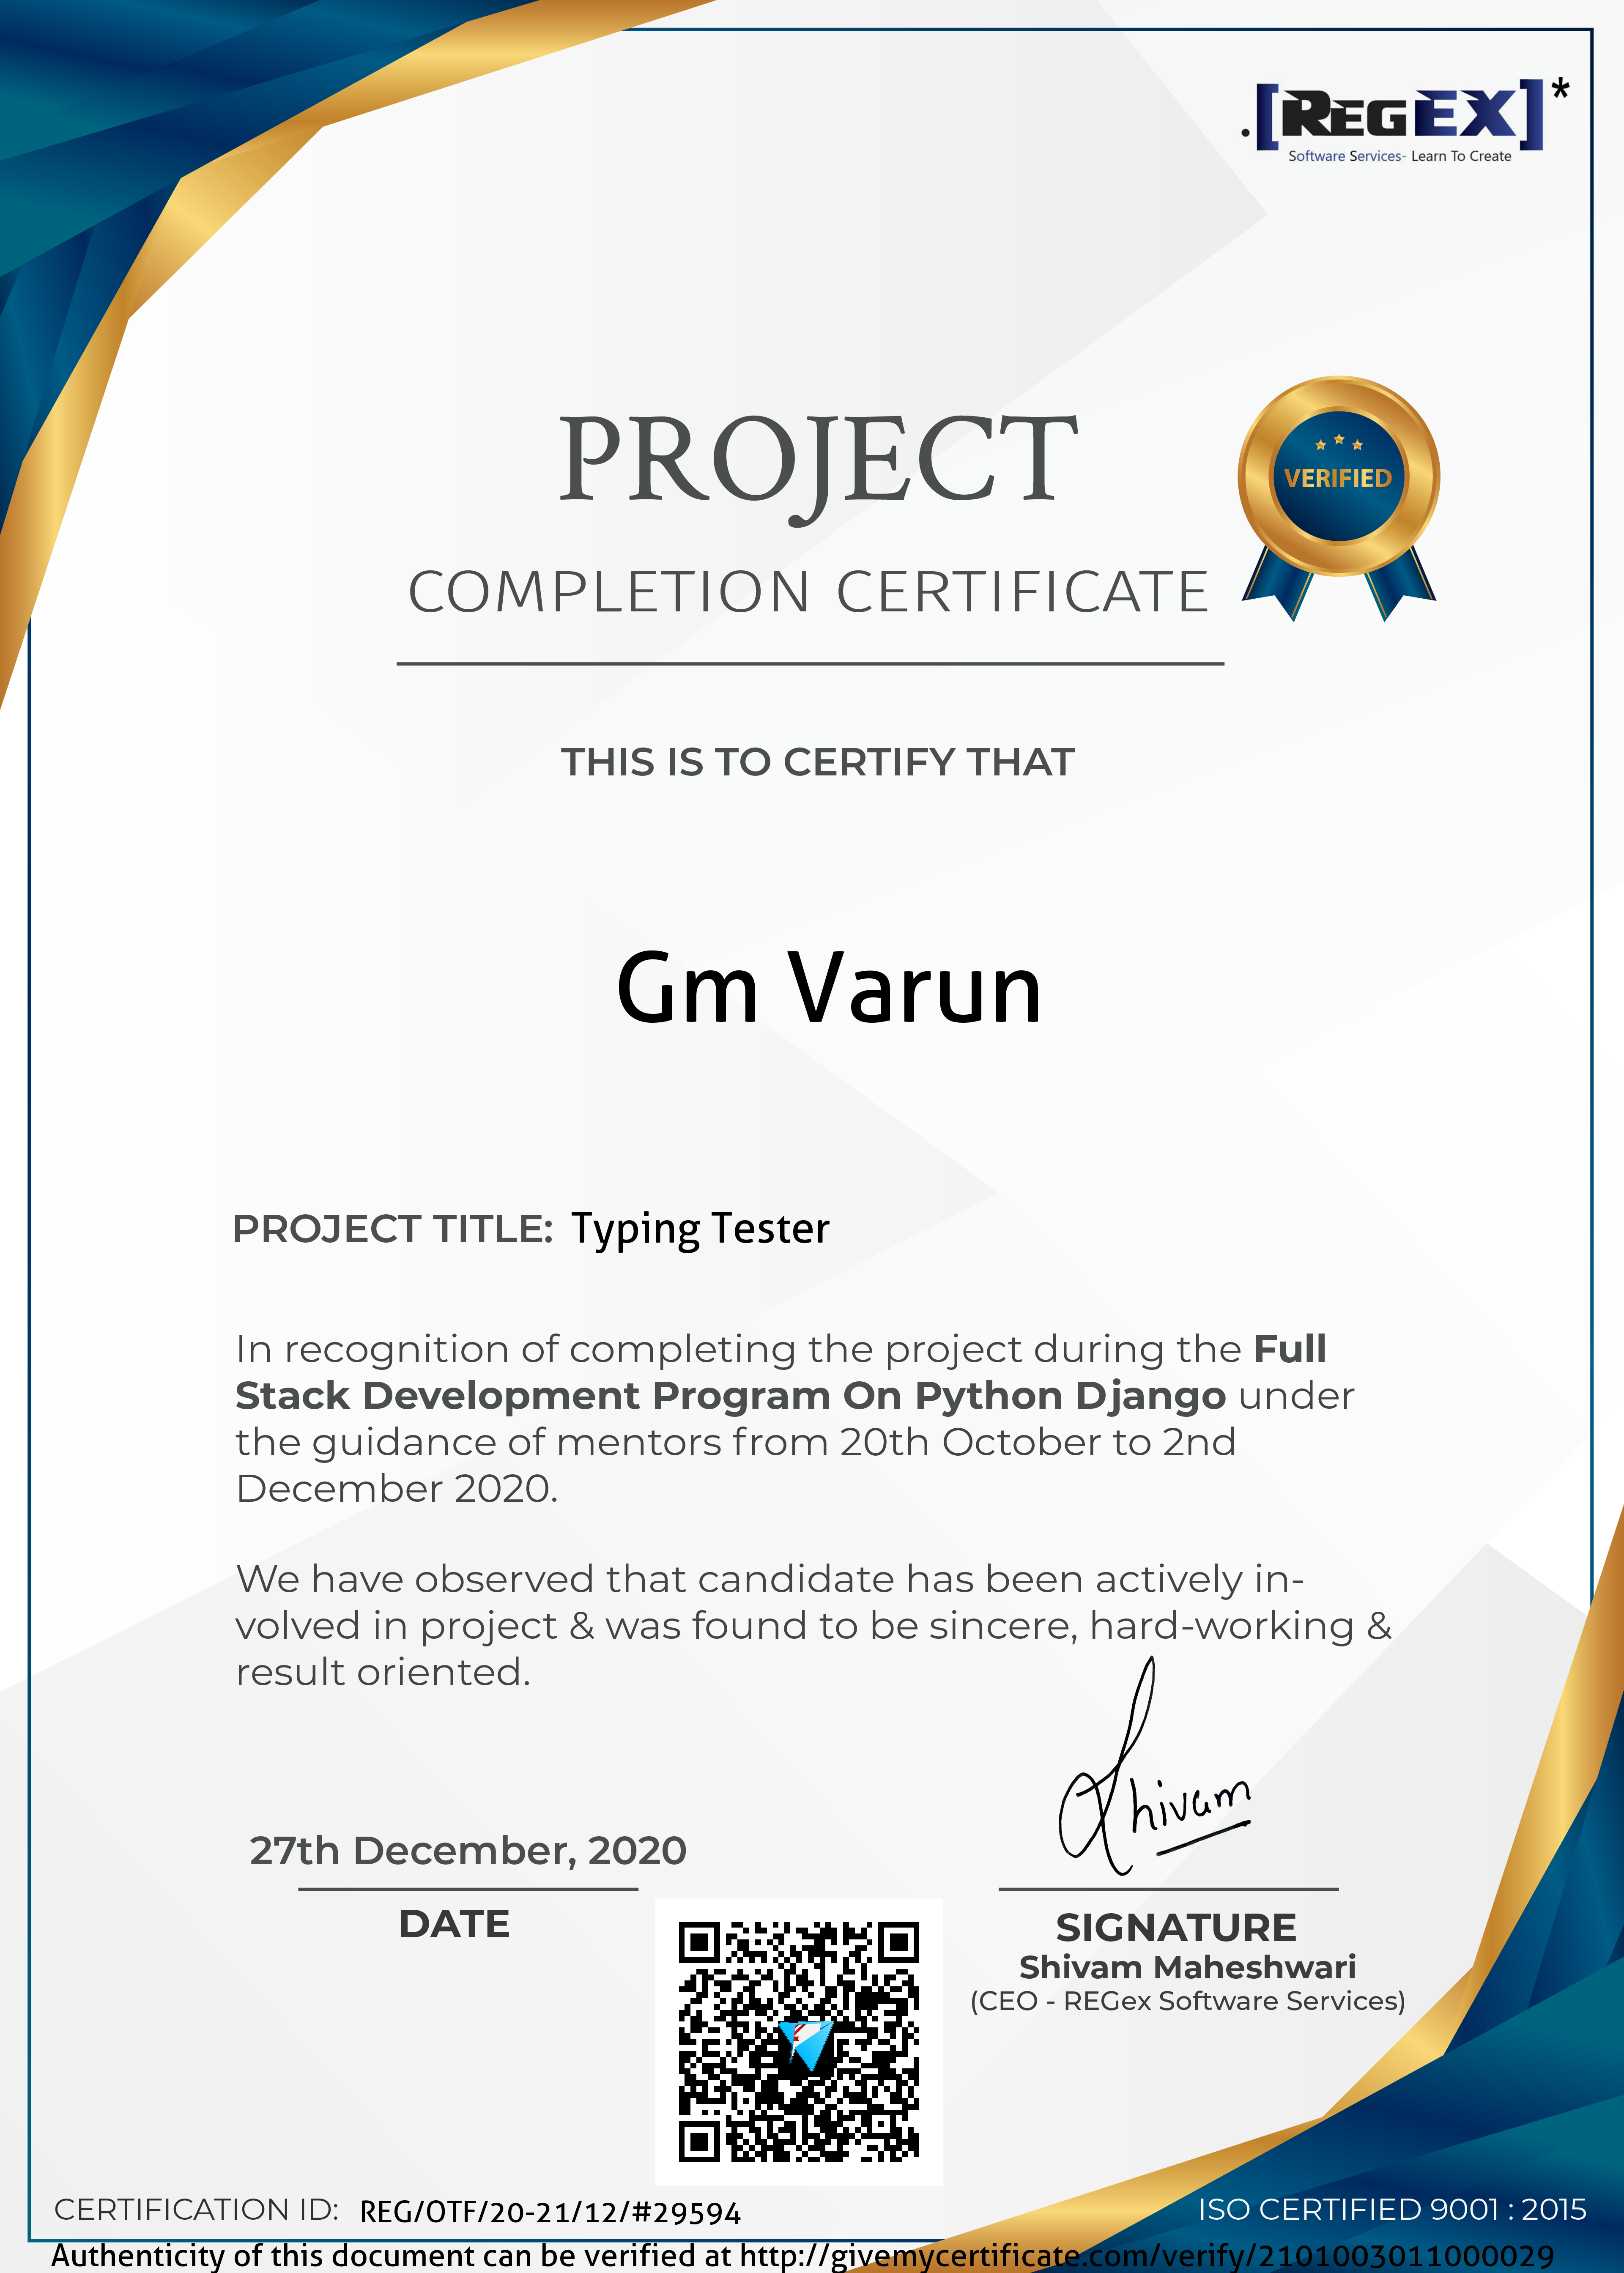 .[REGEX]*
Software Services- Learn To Create
PROJECT
VERIFIED
COMPLETION CERTIFICATE
THIS IS TO CERTIFY THAT
Gm Varun
PROJECT TITLE: Typing Tester
In recognition of completing the project during the Full
Stack Development Program On Python Django under
the guidance of mentors from 20th October to 2nd
December 2020.
We have observed that candidate has been actively in-
volved in project & was found to be sincere, hard-working &
result oriented.
Shivam
27th December, 2020
DATE
SIGNATURE
Shivam Maheshwari
(CEO - REGex Software Services)
CERTIFICATION ID: REG/OTF/20-21/12/#29594
ISO CERTIFIED 9001 : 2015
Authenticity of this document can be verified at http://givemycertificate.com/verify/2101003011000029